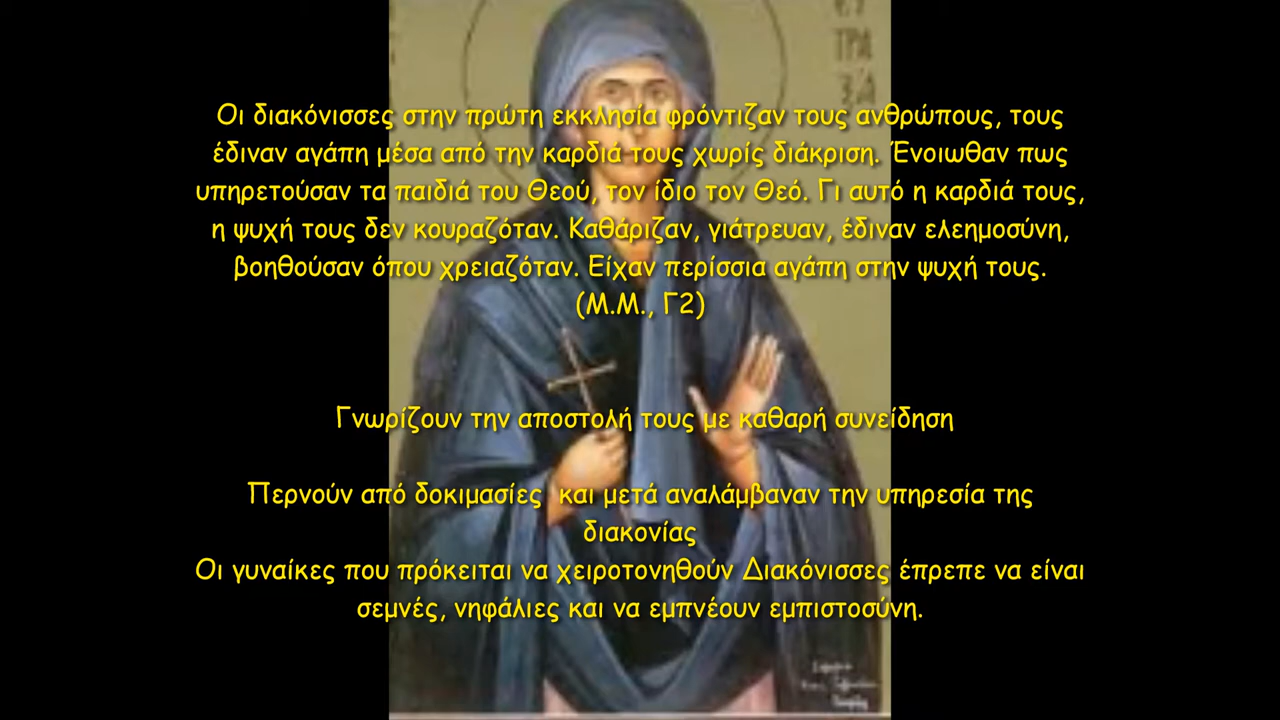 ΕΥ
ΤΡΑ
ΞΊΑ
Οι διακόνισσες στην πρώτη εκκλησία φρόντιζαν τους ανθρώπους, τους
έδιναν αγάπη μέσα από την καρδιά τους χωρίς διάκριση. Ένοιωθαν πως
υπηρετούσαν τα παιδιά του Θεού, τον ίδιο τον Θεό. Γι αυτό η καρδιά τους,
η ψυχή τους δεν κουραζόταν. Καθάριζαν, γιάτρευαν, έδιναν ελεημοσύνη,
βοηθούσαν όπου χρειαζόταν. Είχαν περίσσια αγάπη στην ψυχή τους.
(Μ.Μ., Γ2)
Γνωρίζουν την αποστολή τους με καθαρή συνείδηση
Περνούν από δοκιμασίες και μετά αναλάμβαναν την υπηρεσία της
διακονίας
Οι γυναίκες που πρόκειται να χειροτονηθούν Διακόνισσες έπρεπε να είναι
σεμνές, νηφάλιες και να εμπνέουν εμπιστοσύνη.